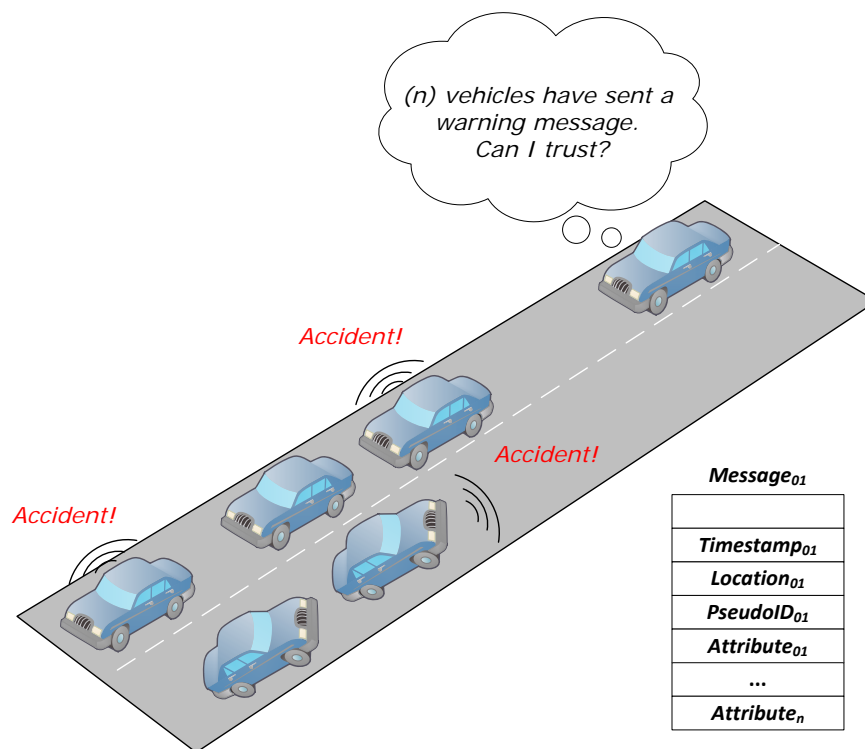 (n) vehicles have sent a
warning message.
Can I trust?
Accident!
Accident!
Accident!
Message01
Timestamp01
Location01
PseudoID01
Attribute01
...
Attributen